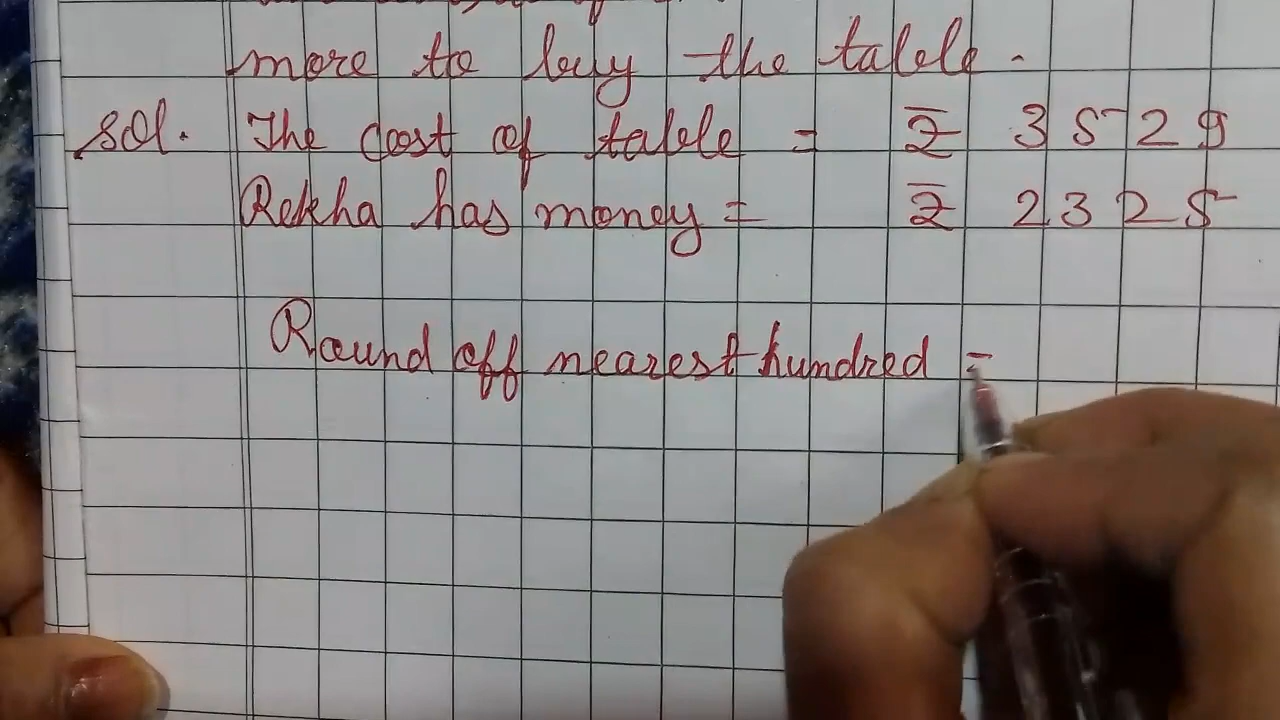 more to buy the table.
Sol. The cost of table = ₹ 3529
Rekha has money = ₹ 2325
Round off nearest hundred =